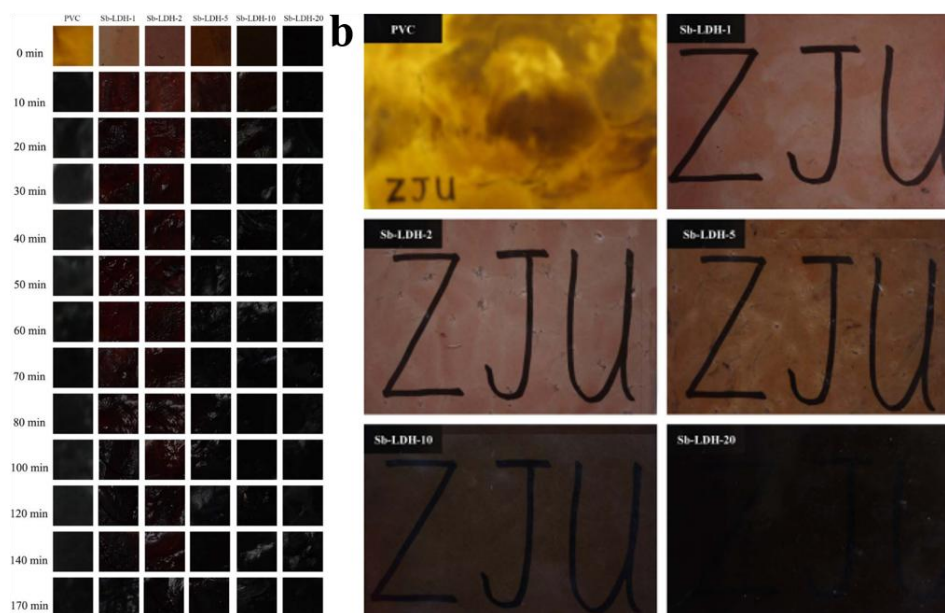 PVC Sb-LDH-1 Sb-LDH-2 Sb-LDH-5 Sb-LDH-10 Sb-LDH-20
0 min
10 min
20 min
30 min
40 min
50 min
60 min
70 min
80 min
100 min
120 min
140 min
170 min
b
PVC
ZJU
Sb-LDH-1
ZJU
Sb-LDH-2
ZJU
Sb-LDH-5
ZJU
Sb-LDH-10
ZJU
Sb-LDH-20
ZJU